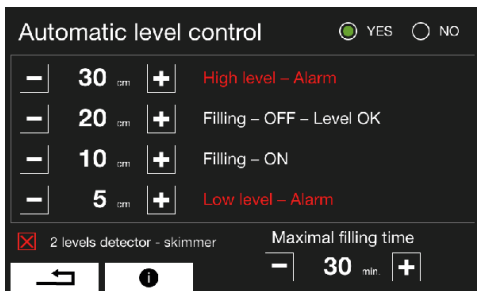 Automatic level control YES NO
− 30 cm + High level – Alarm
− 20 cm + Filling – OFF – Level OK
− 10 cm + Filling – ON
− 5 cm + Low level – Alarm
2 levels detector - skimmer
Maximal filling time
− 30 min. +